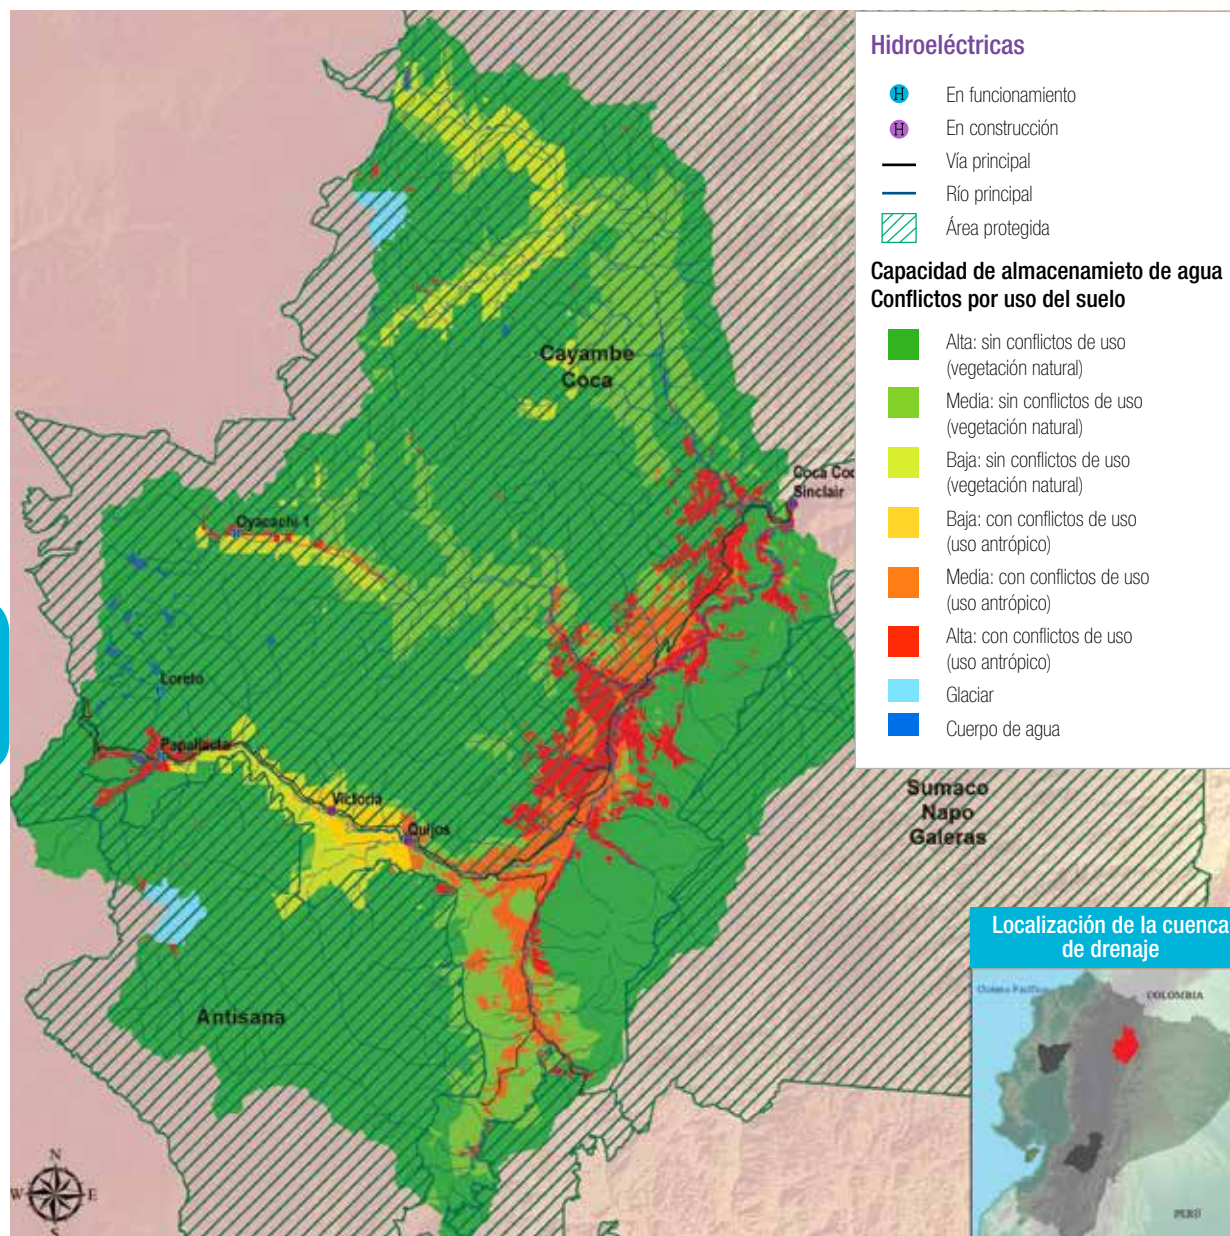 Hidroeléctricas
H
En funcionamiento
H
En construcción
Vía principal
Río principal
Área protegida
Capacidad de almacenamieto de agua
Conflictos por uso del suelo
Alta: sin conflictos de uso
(vegetación natural)
Media: sin conflictos de uso
(vegetación natural)
Baja: sin conflictos de uso
(vegetación natural)
Baja: con conflictos de uso
(uso antrópico)
Media: con conflictos de uso
(uso antrópico)
Alta: con conflictos de uso
(uso antrópico)
Glaciar
Cuerpo de agua
Cayambe
Coca
Coca Coc
Sinclair
Oyacachi 1
Loreto
Papallacta
Victoria
Quijos
Sumaco
Napo
Galeras
Antisana
Localización de la cuenca
de drenaje
Océano Pacífico
COLOMBIA
PERÚ
N
W
E
S